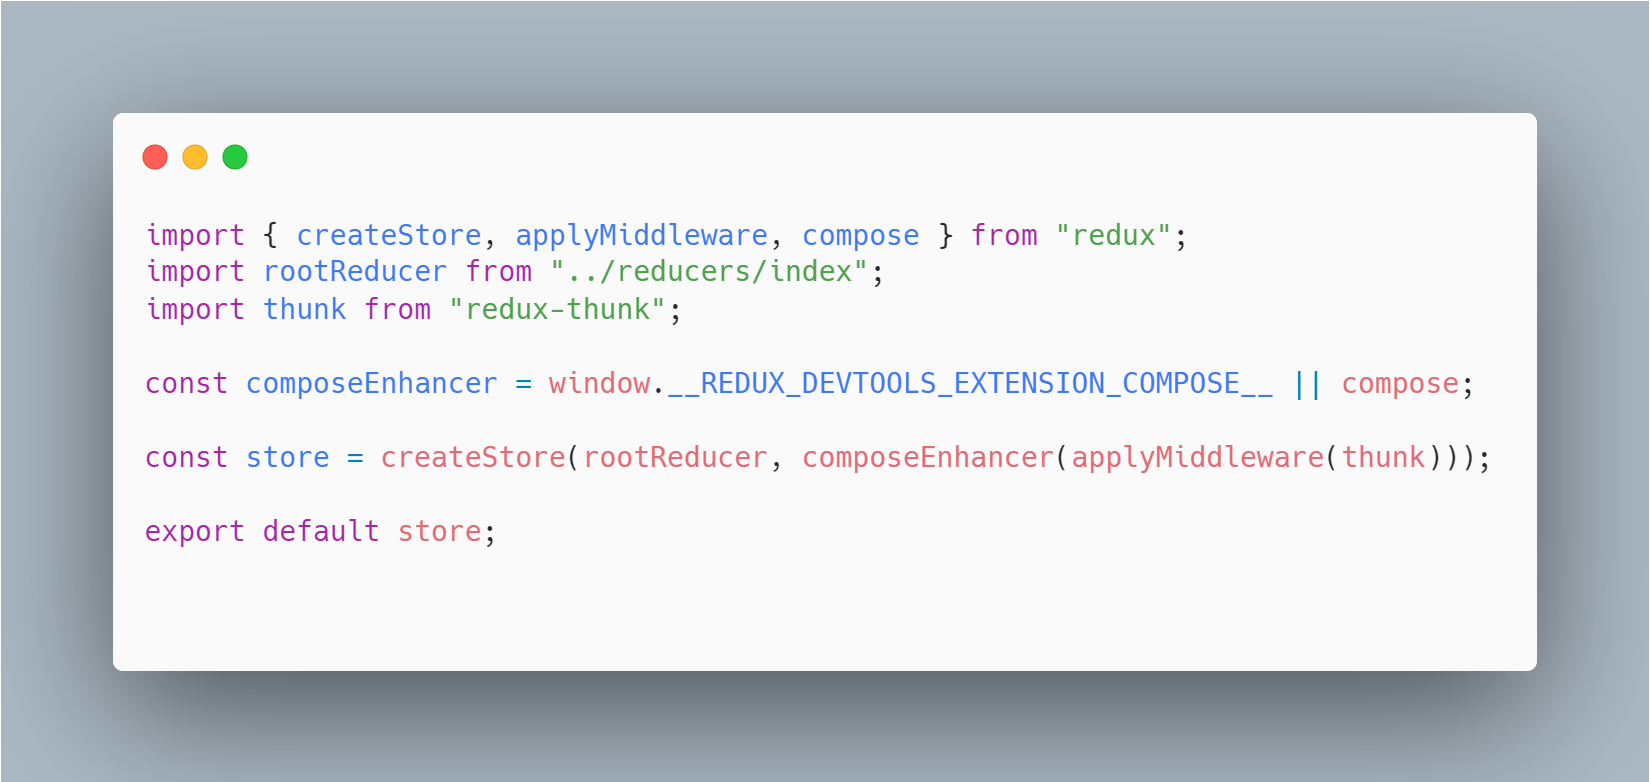 import { createStore, applyMiddleware, compose } from "redux";
import rootReducer from "../reducers/index";
import thunk from "redux-thunk";
const composeEnhancer = window.__REDUX_DEVTOOLS_EXTENSION_COMPOSE__ || compose;
const store = createStore(rootReducer, composeEnhancer(applyMiddleware(thunk)));
export default store;